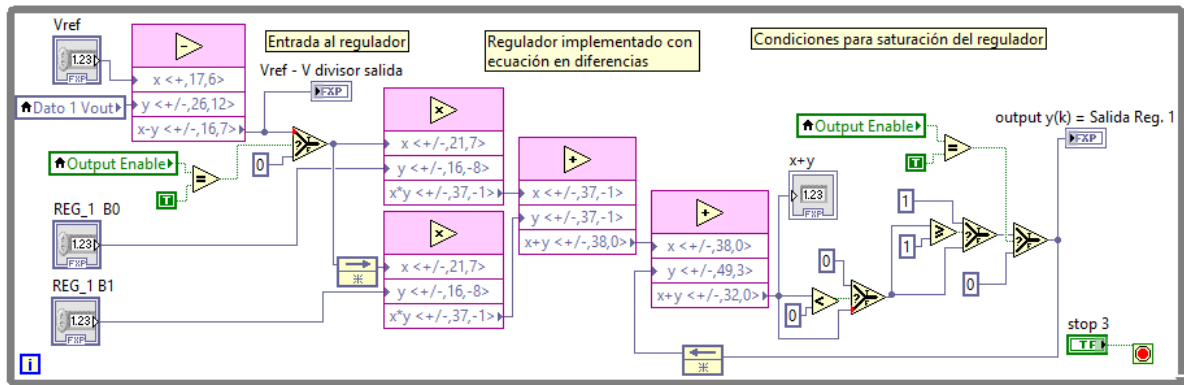 Vref
1.23
FXP
Dato 1 Vout
x <+,17,6>
y <+/-,26,12>
x-y <+/-,16,7>
Entrada al regulador
Vref - V divisor salida
FXP
Regulador implementado con
ecuación en diferencias
Condiciones para saturación del regulador
Output Enable
=
T
0
?
T
F
x <+/-,21,7>
y <+/-,16,-8>
x*y <+/-,37,-1>
REG_1 B0
1.23
FXP
x <+/-,21,7>
y <+/-,16,-8>
x*y <+/-,37,-1>
REG_1 B1
1.23
FXP
x <+/-,37,-1>
y <+/-,37,-1>
x+y <+/-,38,0>
x <+/-,38,0>
y <+/-,49,3>
x+y <+/-,32,0>
x+y
1.23
FXP
Output Enable
=
T
output y(k) = Salida Reg. 1
FXP
0
0
<
?
T
F
1
1
≥
?
T
F
0
?
T
F
stop 3
TF
i